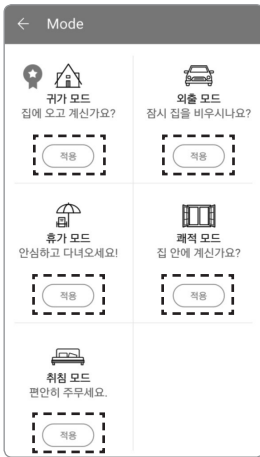 ← Mode
귀가 모드
집에 오고 계신가요?
적용
외출 모드
잠시 집을 비우시나요?
적용
휴가 모드
안심하고 다녀오세요!
적용
쾌적 모드
집 안에 계신가요?
적용
취침 모드
편안히 주무세요.
적용